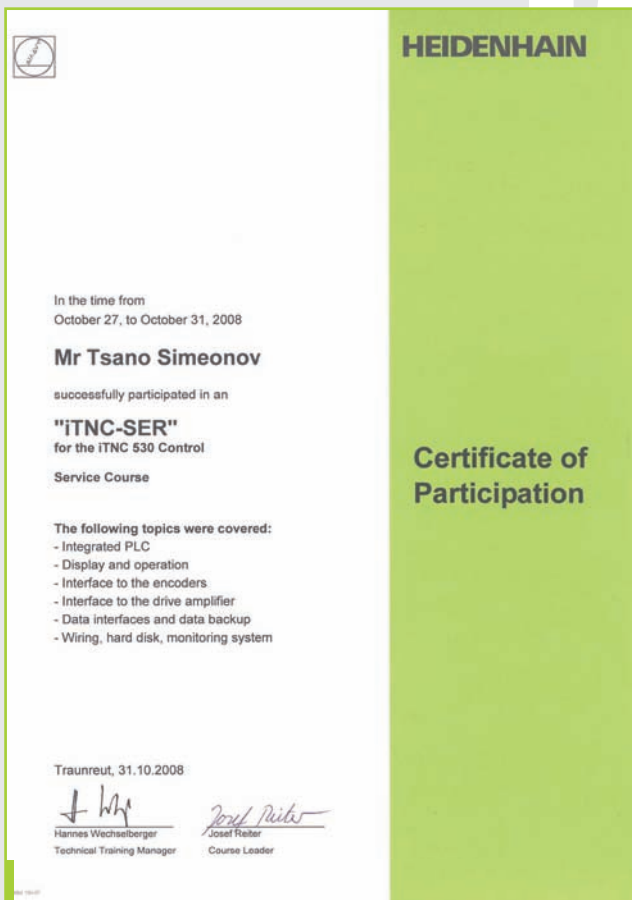 HEIDENHAIN
In the time from
October 27, to October 31, 2008
Mr Tsano Simeonov
successfully participated in an
"iTNC-SER"
for the iTNC 530 Control
Service Course
The following topics were covered:
- Integrated PLC
- Display and operation
- Interface to the encoders
- Interface to the drive amplifier
- Data interfaces and data backup
- Wiring, hard disk, monitoring system
Certificate of
Participation
Traunreut, 31.10.2008
Josef Reiter
Hannes Wechselberger
Josef Reiter
Technical Training Manager
Course Leader